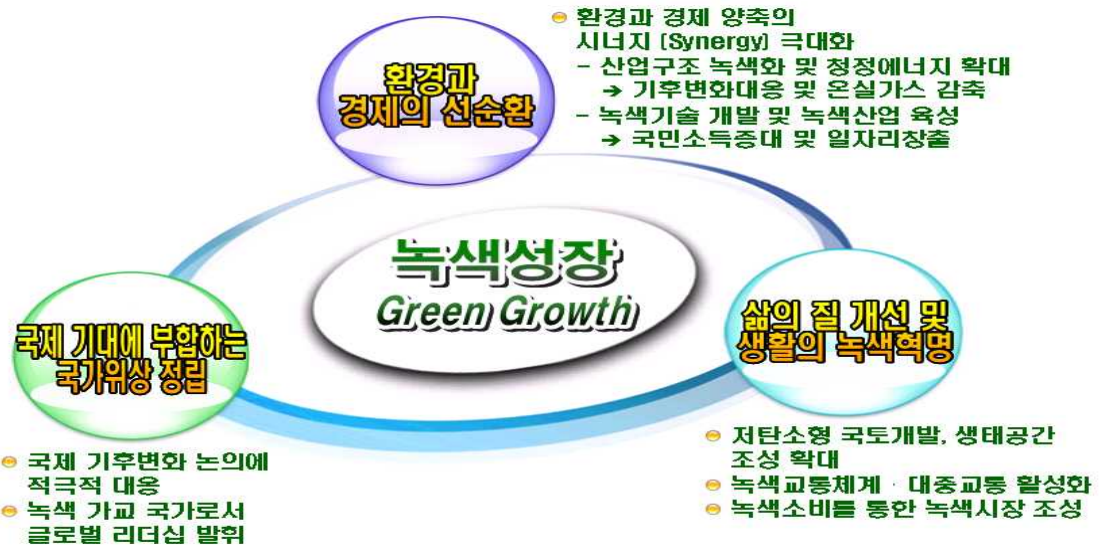 환경과
경제의 선순환
환경과 경제 양축의
시너지 (Synergy) 극대화
- 산업구조 녹색화 및 청정에너지 확대
→ 기후변화대응 및 온실가스 감축
- 녹색기술 개발 및 녹색산업 육성
→ 국민소득증대 및 일자리창출
녹색성장
Green Growth
국제 기대에 부합하는
국가위상 정립
국제 기후변화 논의에
적극적 대응
녹색 가교 국가로서
글로벌 리더십 발휘
삶의 질 개선 및
생활의 녹색혁명
저탄소형 국토개발, 생태공간
조성 확대
녹색교통체계 · 대중교통 활성화
녹색소비를 통한 녹색시장 조성